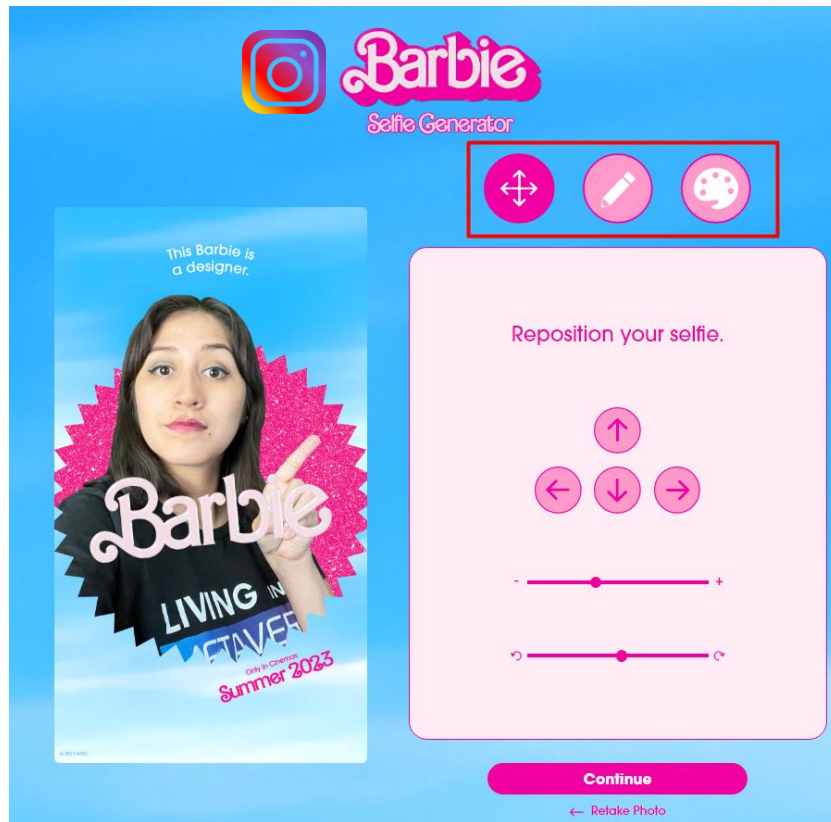 Barbie
Selfie Generator
This Barbie is
a designer.
Reposition your selfie.
Barbie
LIVING IN
Only in Cinemas
Summer 2023
- +
Continue
← Retake Photo